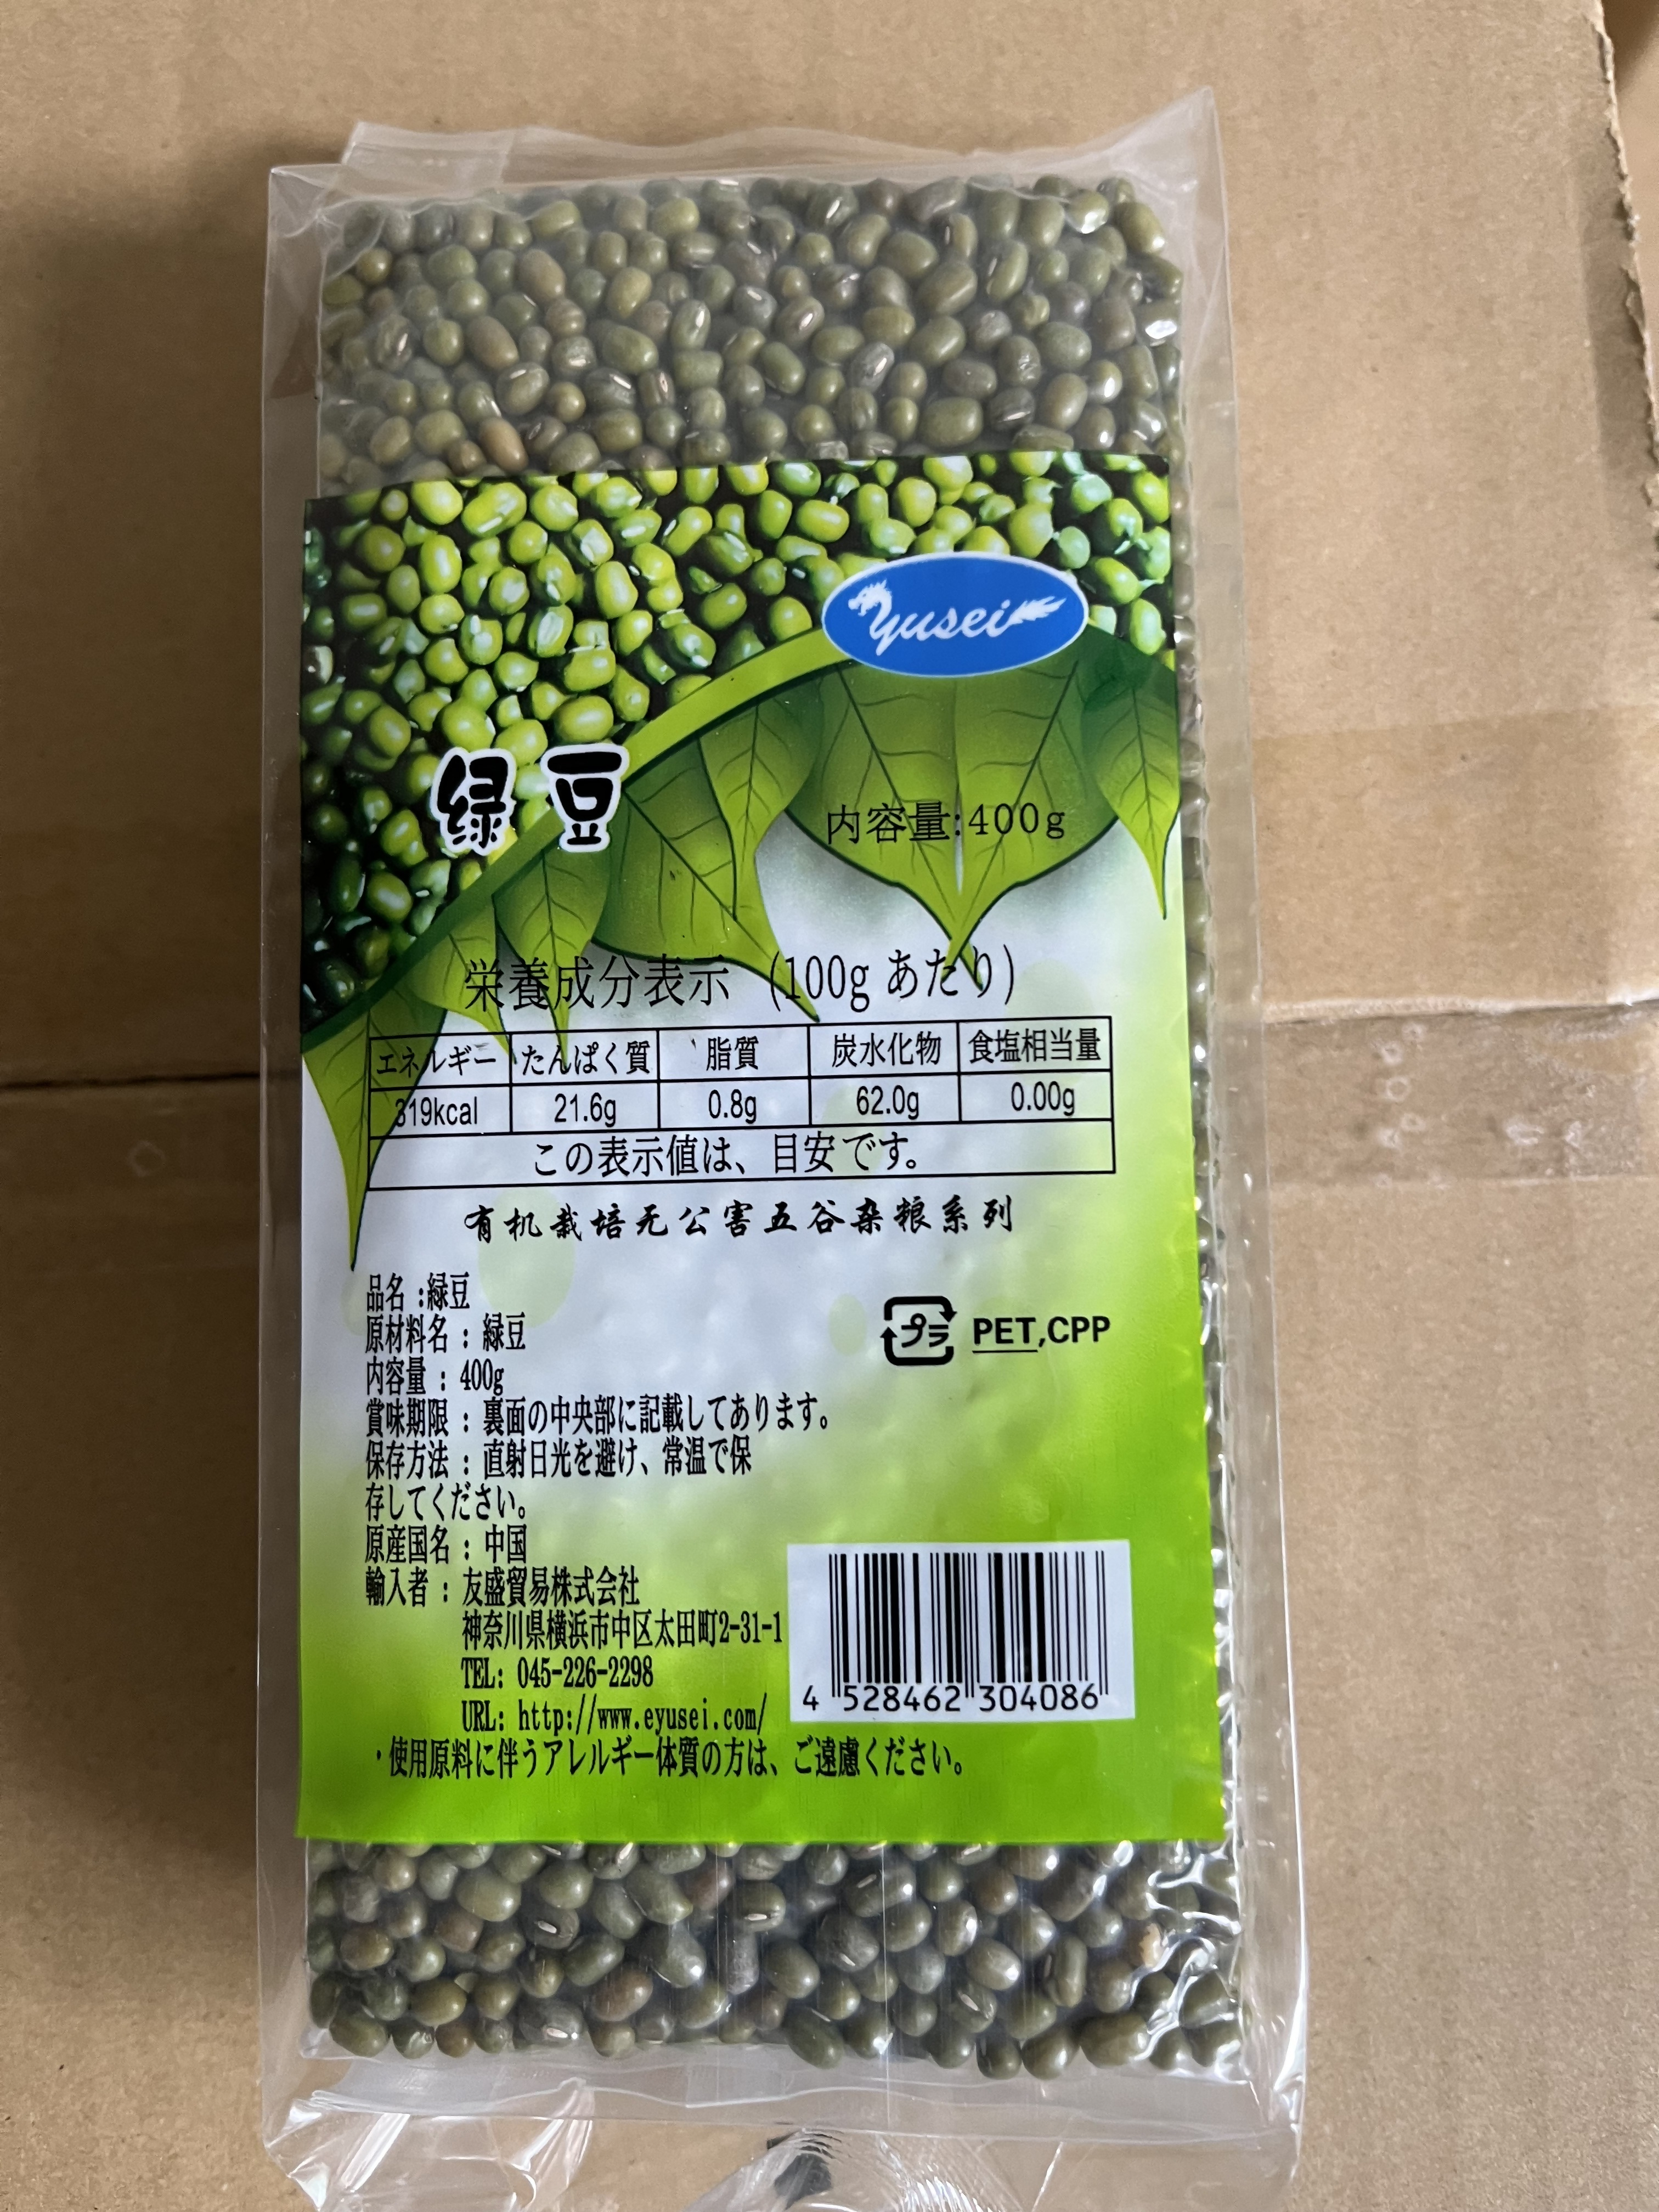 yusei
绿豆
内容量:400g
栄養成分表示 (100g あたり)
エネルギー たんぱく質 脂質 炭水化物 食塩相当量
319kcal 21.6g 0.8g 62.0g 0.00g
この表示値は、目安です。
有机栽培无公害五谷杂粮系列
品名:緑豆
原材料名：緑豆
内容量：400g
賞味期限：裏面の中央部に記載してあります。
保存方法：直射日光を避け、常温で保
存してください。
原産国名：中国
輸入者：友盛貿易株式会社
神奈川県横浜市中区太田町2-31-1
TEL: 045-226-2298
URL: http://www.eyusei.com/
・使用原料に伴うアレルギー体質の方は、ご遠慮ください。
プラ PET,CPP
4 528462 304086